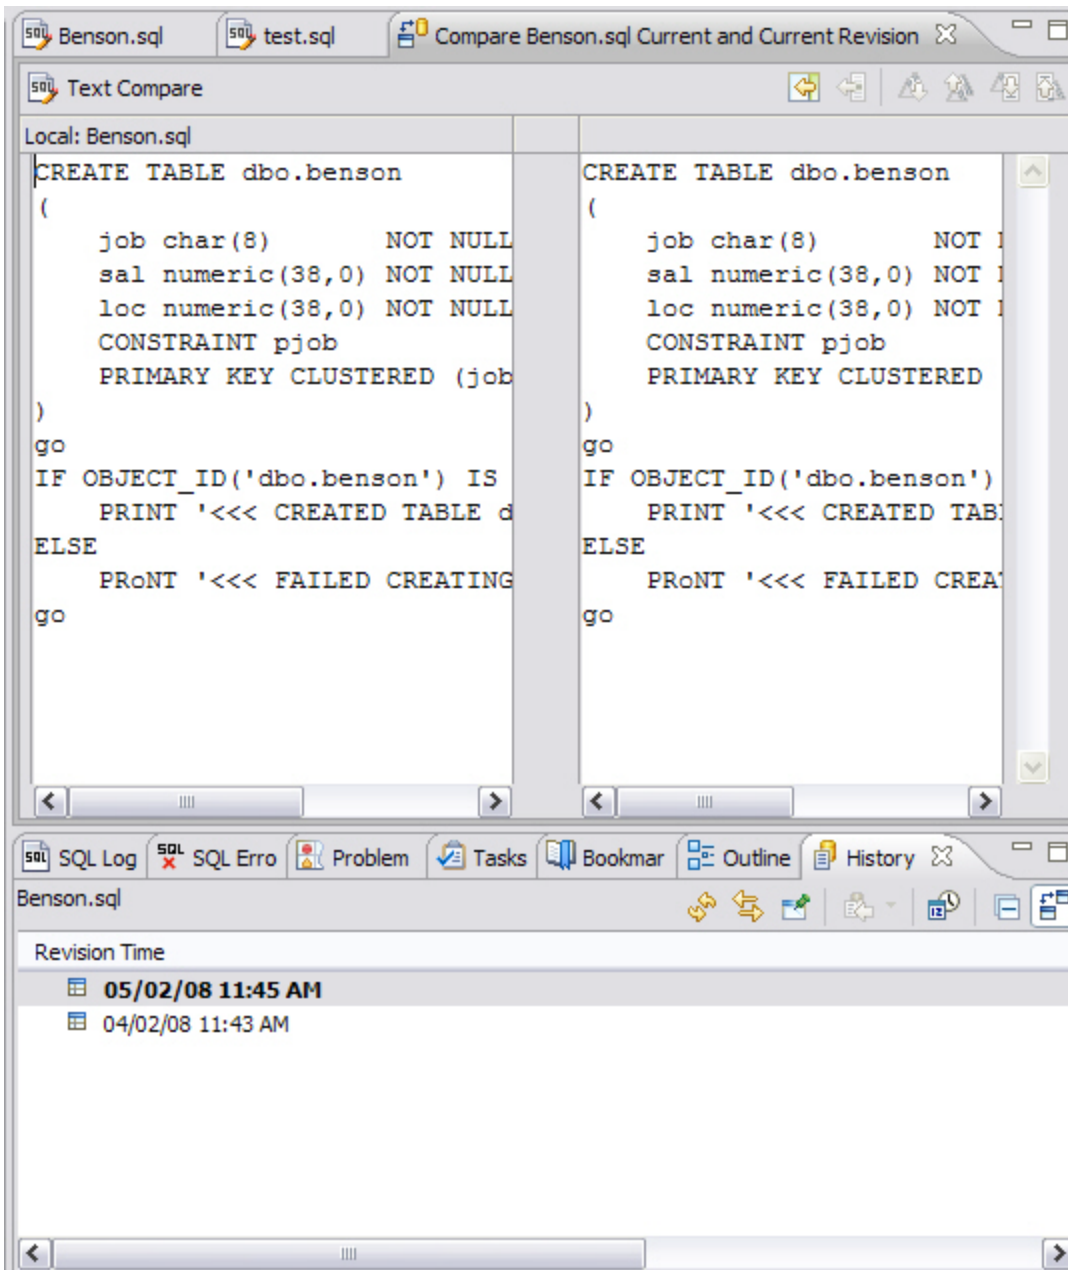 Benson.sql test.sql Compare Benson.sql Current and Current Revision
Text Compare
Local: Benson.sql
CREATE TABLE dbo.benson
(
job char(8) NOT NULL
sal numeric(38,0) NOT NULL
loc numeric(38,0) NOT NULL
CONSTRAINT pjob
PRIMARY KEY CLUSTERED (job
)
go
IF OBJECT_ID('dbo.benson') IS
PRINT '<<< CREATED TABLE d
ELSE
PRoNT '<<< FAILED CREATING
go
CREATE TABLE dbo.benson
(
job char(8) NOT
sal numeric(38,0) NOT
loc numeric(38,0) NOT
CONSTRAINT pjob
PRIMARY KEY CLUSTERED
)
go
IF OBJECT_ID('dbo.benson')
PRINT '<<< CREATED TAB
ELSE
PRoNT '<<< FAILED CREA
go
SQL Log SQL Erro Problem Tasks Bookmar Outline History
Benson.sql
Revision Time
05/02/08 11:45 AM
04/02/08 11:43 AM